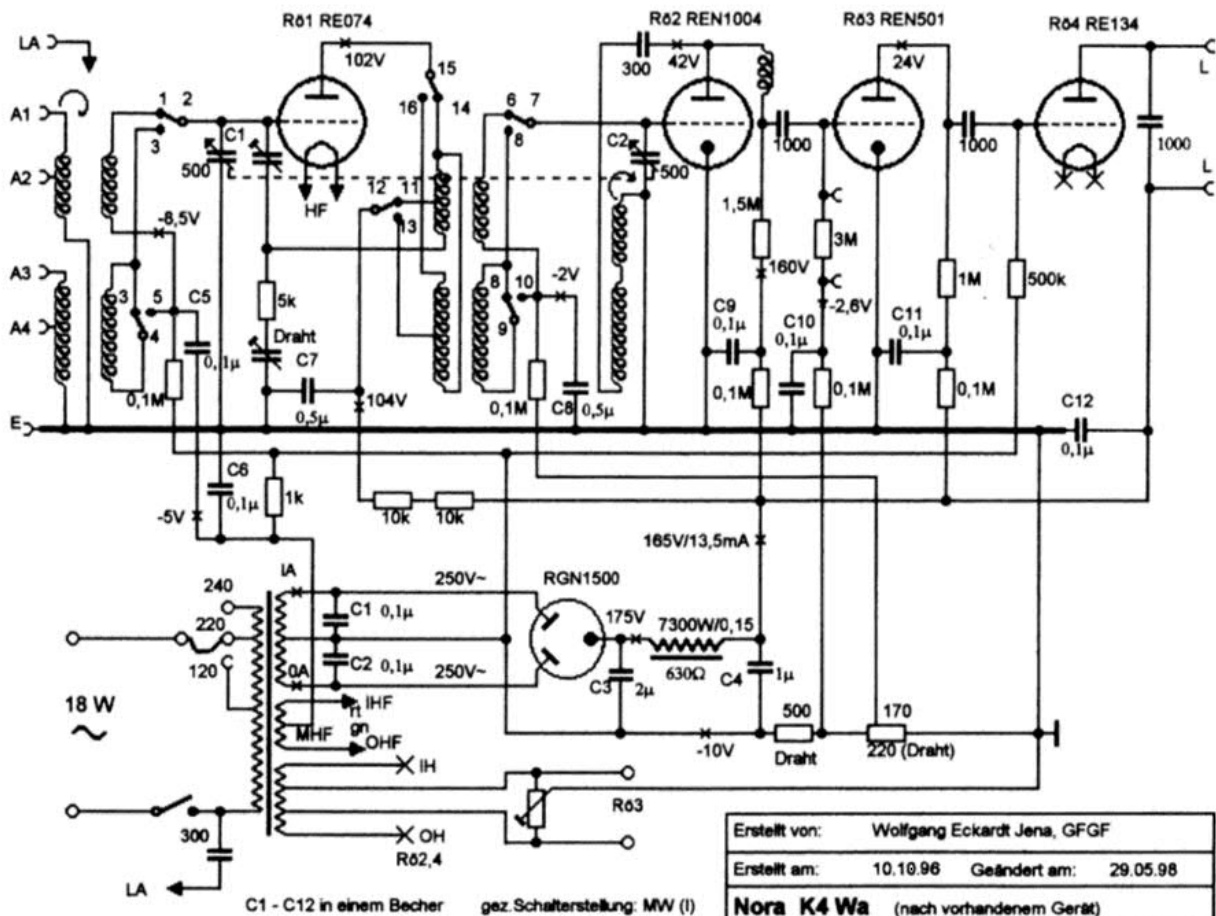 Rö1 RE074
Rö2 REN1004
Rö3 REN501
Rö4 RE134
LA
102V
300
42V
24V
L
15
A1
1
2
16
14
6
7
3
C1
8
C2
1000
1000
1000
A2
500
500
12
11
HF
13
L
1,5M
-8,5V
3M
A3
-2V
160V
1M
500k
3
5
C5
5k
8
10
-2,6V
A4
4
Draht
9
C9
C10
C11
0,1µ
C7
0,1µ
0,1µ
0,1µ
0,1M
104V
0,1M
C8
0,5µ
0,1M
0,1M
0,1M
C12
E
0,5µ
0,1µ
C6
0,1µ
1k
-5V
10k
10k
165V/13,5mA
IA
250V~
RGN1500
240
C1
0,1µ
175V
7300W/0,15
220
120
C2
0,1µ
630Ω
C4
1µ
0A
250V~
C3
2µ
18 W
~
IHF
rt
MHF
gn
OHF
500
170
-10V
Draht
220 (Draht)
IH
Rö3
300
OH
Rö2,4
LA
C1 - C12 in einem Becher
gez.Schalterstellung: MW (I)
Erstellt von: Wolfgang Eckardt Jena, GFGF
Erstellt am: 10.10.96 Geändert am: 29.05.98
Nora K4 Wa (nach vorhandenem Gerät)